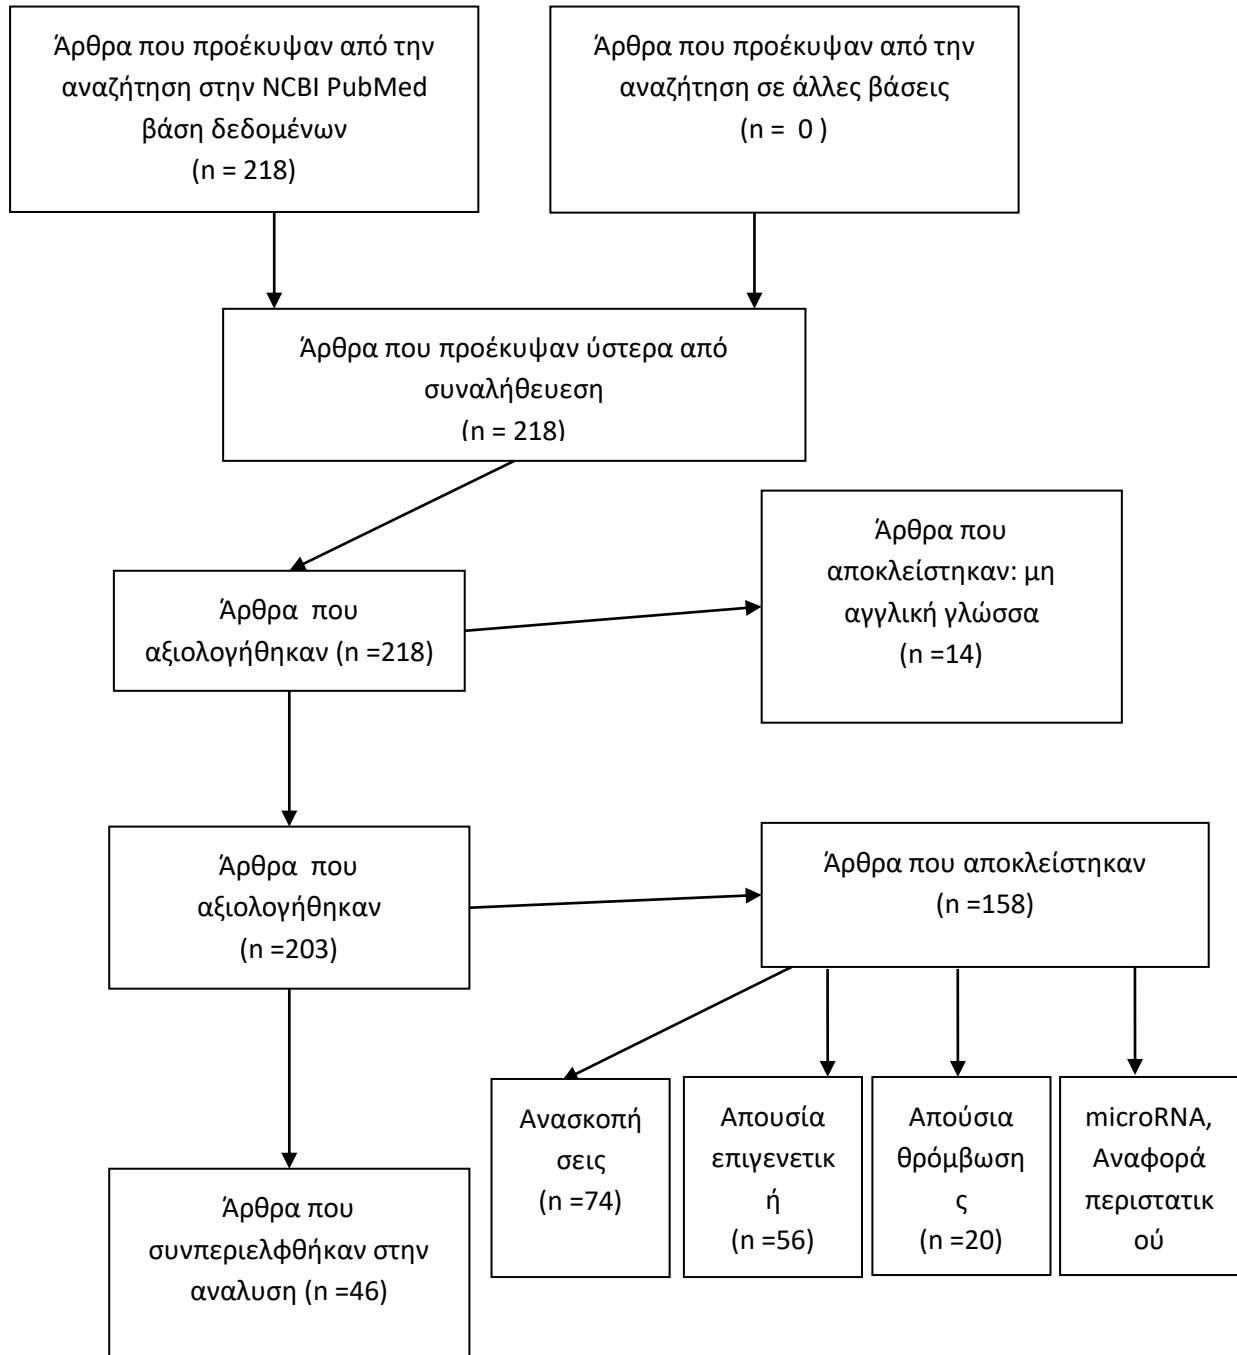 Άρθρα που προέκυψαν από την
αναζήτηση στην NCBI PubMed
βάση δεδομένων
(n = 218)
Άρθρα που προέκυψαν από την
αναζήτηση σε άλλες βάσεις
(n = 0 )
Άρθρα που προέκυψαν ύστερα από
συναλήθευεση
(n = 218)
Άρθρα που
αξιολογήθηκαν (n =218)
Άρθρα που
αποκλείστηκαν: μη
αγγλική γλώσσα
(n =14)
Άρθρα που
αξιολογήθηκαν
(n =203)
Άρθρα που αποκλείστηκαν
(n =158)
Ανασκοπή
σεις
(n =74)
Απουσία
επιγενετικ
ή
(n =56)
Απούσια
θρόμβωση
ς
(n =20)
microRNA,
Αναφορά
περιστατικ
ού
Άρθρα που
συνπεριελφθήκαν στην
αναλυση (n =46)